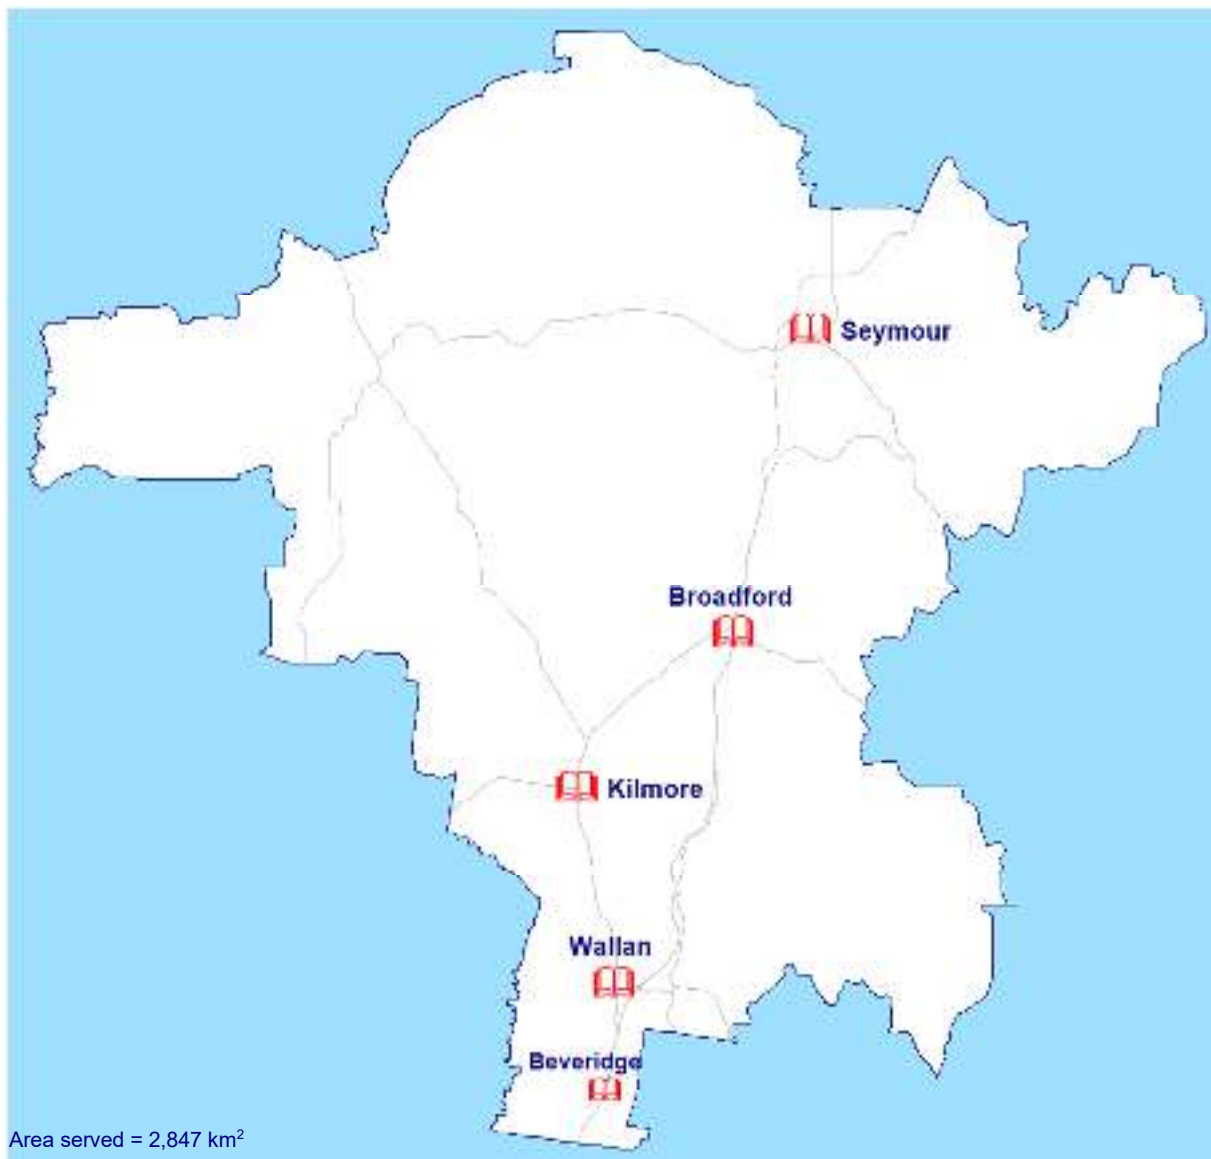 Seymour
Broadford
Kilmore
Wallan
Beveridge
Area served = 2,847 km²